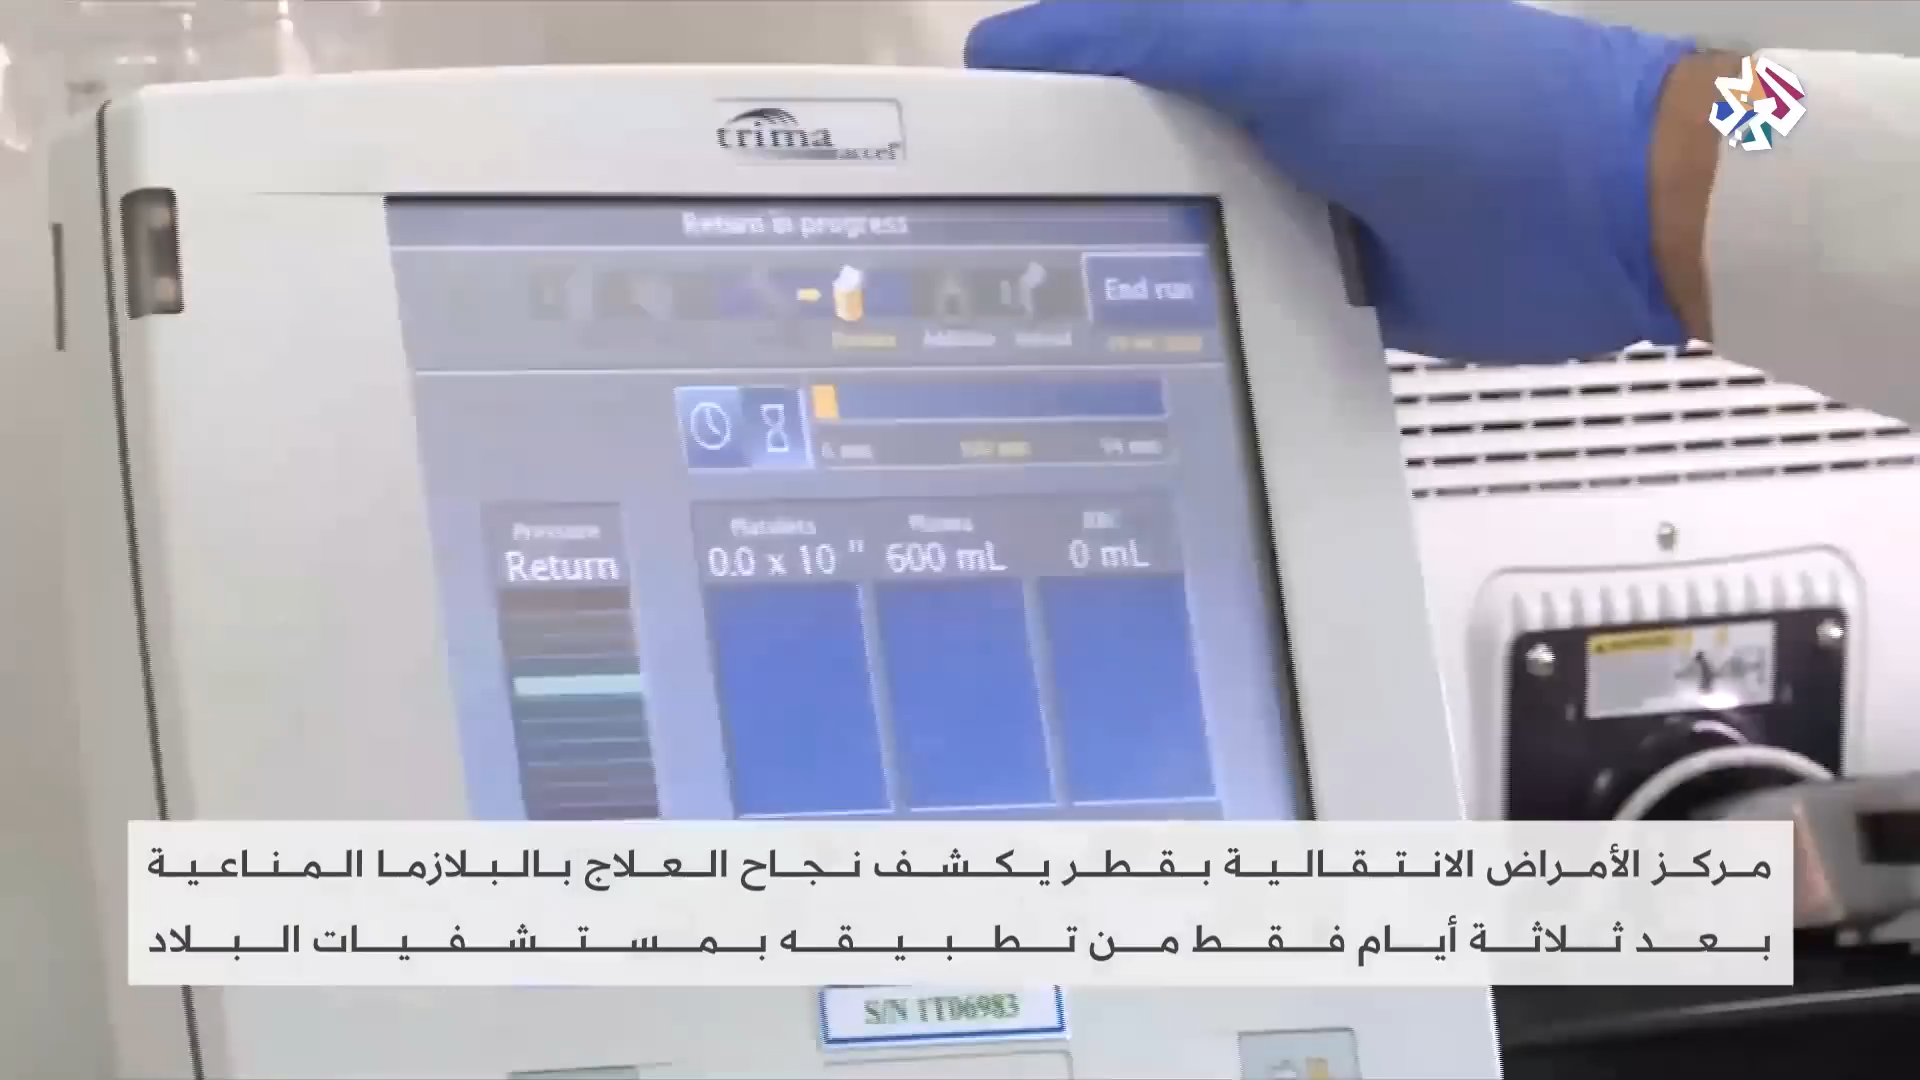 trima
Return in progress
End run
Pressure
Return
Platelets
0.0 x 10 "
Plasma
600 mL
0 mL
مركز الأمراض الانتقالية بقطر يكشف نجاح العلاج بالبلازما المناعية
بعد ثلاثة أيام فقط من تطبيقه بمستشفيات البلاد
S/N 1T06983